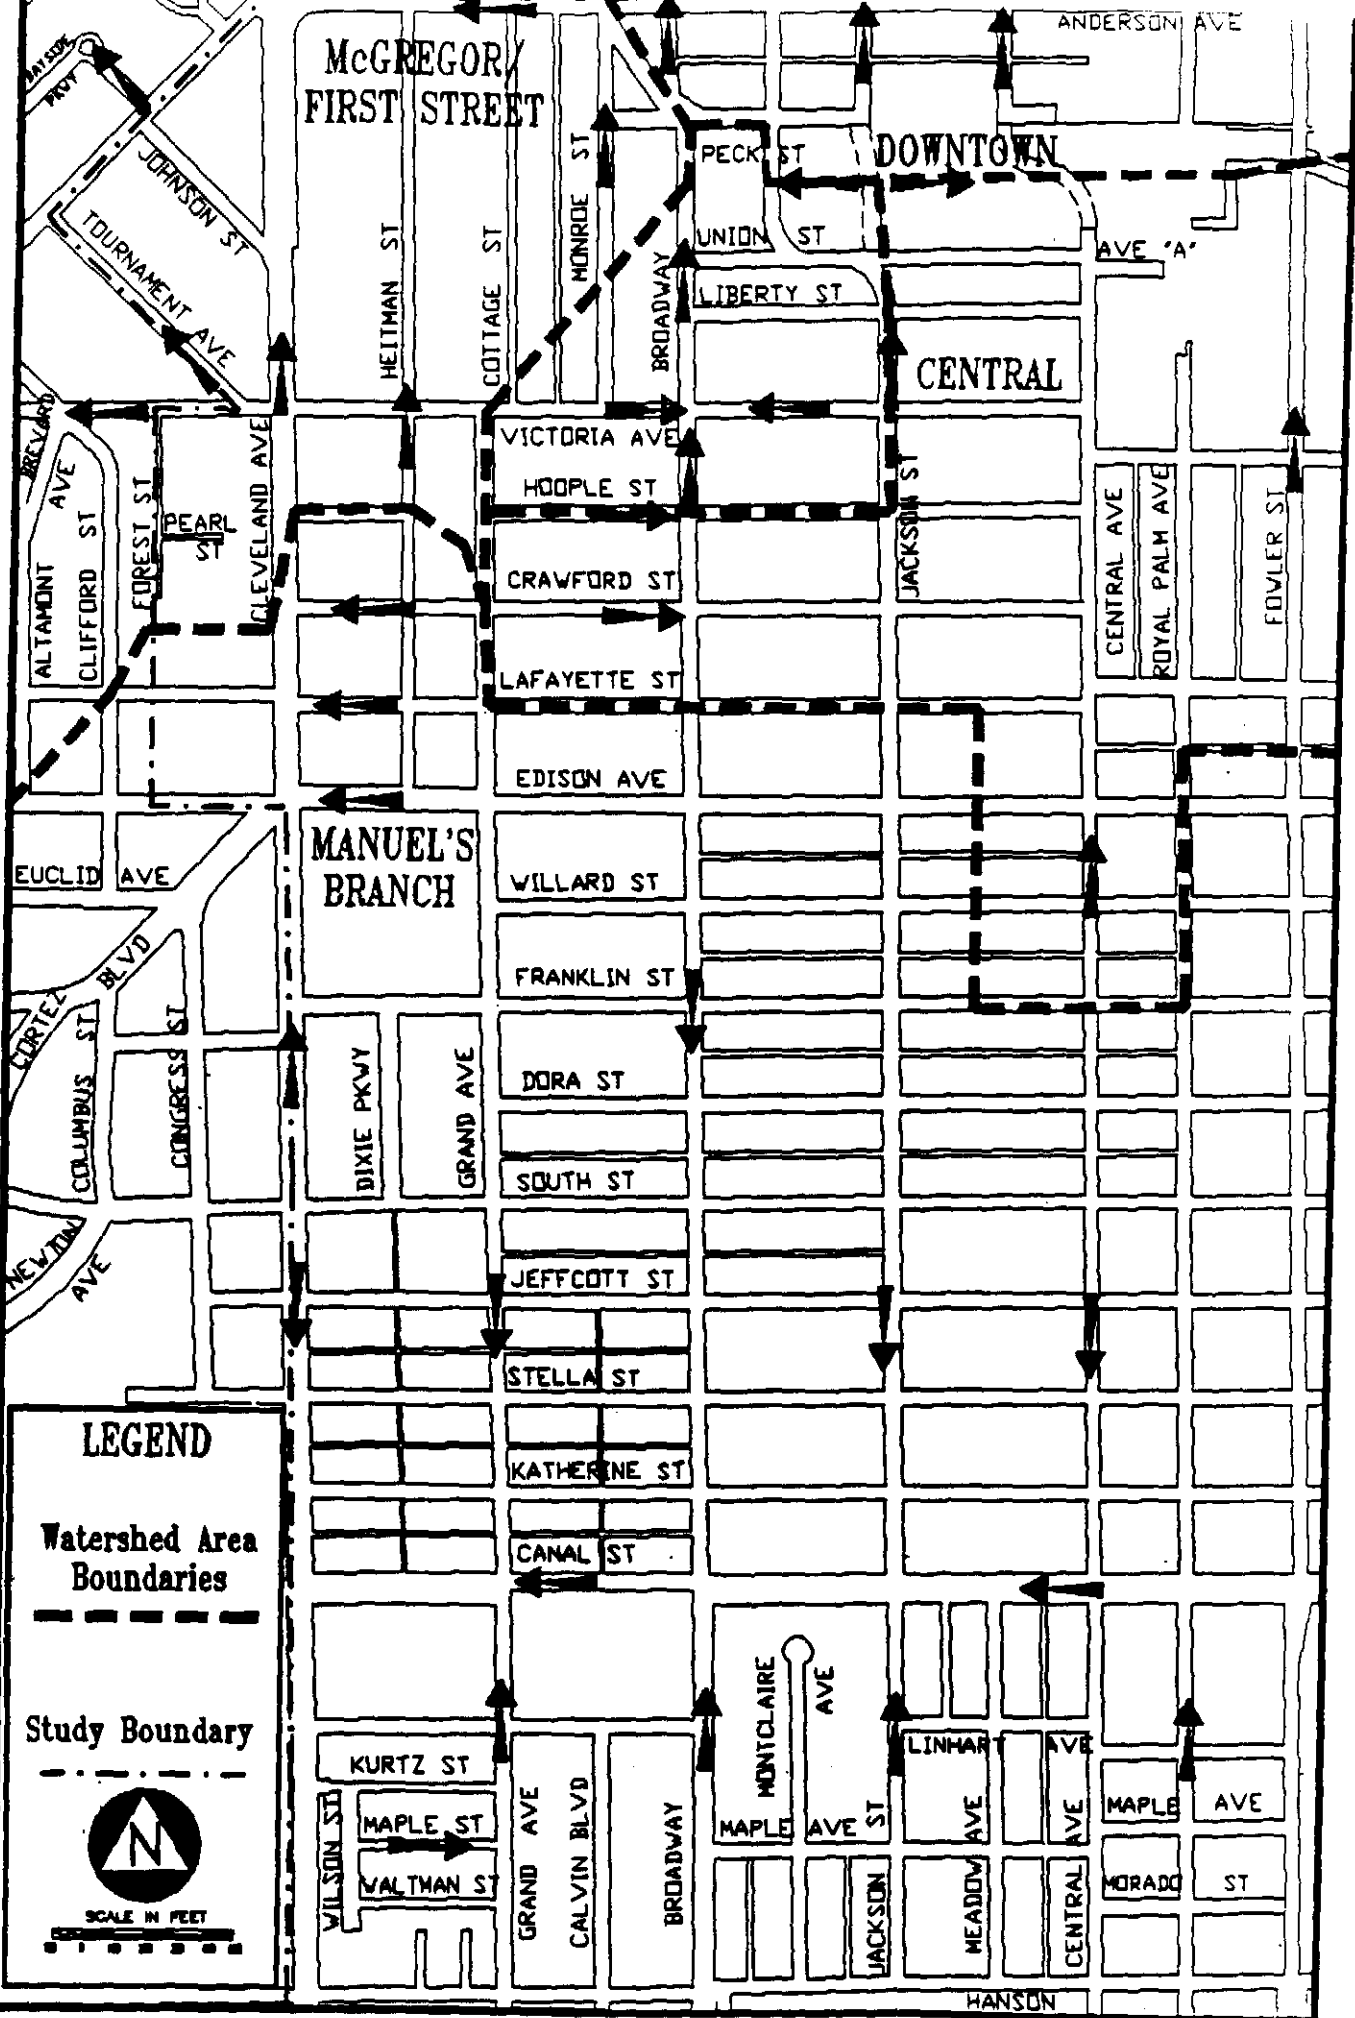 ANDERSON AVE
McGREGOR/
FIRST STREET
BAYSIDE
PKWY
JOHNSON ST
TOURNAMENT AVE
HEITMAN ST
COTTAGE ST
MONROE ST
BROADWAY
PECK ST
DOWNTOWN
UNION ST
AVE "A"
LIBERTY ST
CENTRAL
BREVARD
AVE
VICTORIA AVE
HOOPLE ST
PEARL
ST
CRAWFORD ST
ALTAMONT
CLIFFORD ST
FOREST ST
CLEVELAND AVE
JACKSON ST
CENTRAL AVE
ROYAL PALM AVE
FOWLER ST
LAFAYETTE ST
EDISON AVE
MANUEL'S
BRANCH
EUCLID AVE
WILLARD ST
CORTEZ BLVD
FRANKLIN ST
COLUMBUS ST
CONGRESS ST
DIXIE PKWY
GRAND AVE
DORA ST
SOUTH ST
NEWTON
AVE
JEFFCOTT ST
STELLA ST
KATHERINE ST
CANAL ST
LEGEND
Watershed Area
Boundaries
Study Boundary
N
SCALE IN FEET
KURTZ ST
MAPLE ST
WALTMAN ST
WILSON ST
GRAND AVE
CALVIN BLVD
BROADWAY
MONTCLAIRE AVE
MAPLE AVE
JACKSON ST
LINHART AVE
MEADOW AVE
CENTRAL AVE
MAPLE AVE
MORADO ST
HANSON